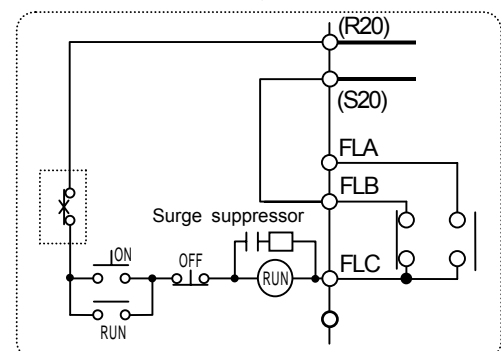 (R20)
(S20)
FLA
FLB
Surge suppressor
ON
OFF
RUN
FLC
RUN